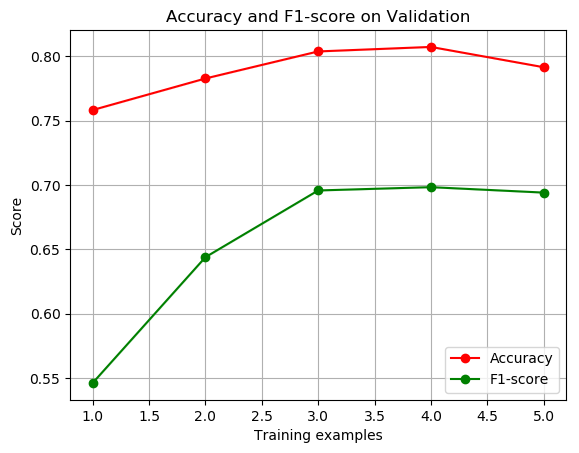 Accuracy and F1-score on Validation
0.80
0.75
0.70
0.65
0.60
0.55
Score
1.0 1.5 2.0 2.5 3.0 3.5 4.0 4.5 5.0
Training examples
Accuracy
F1-score